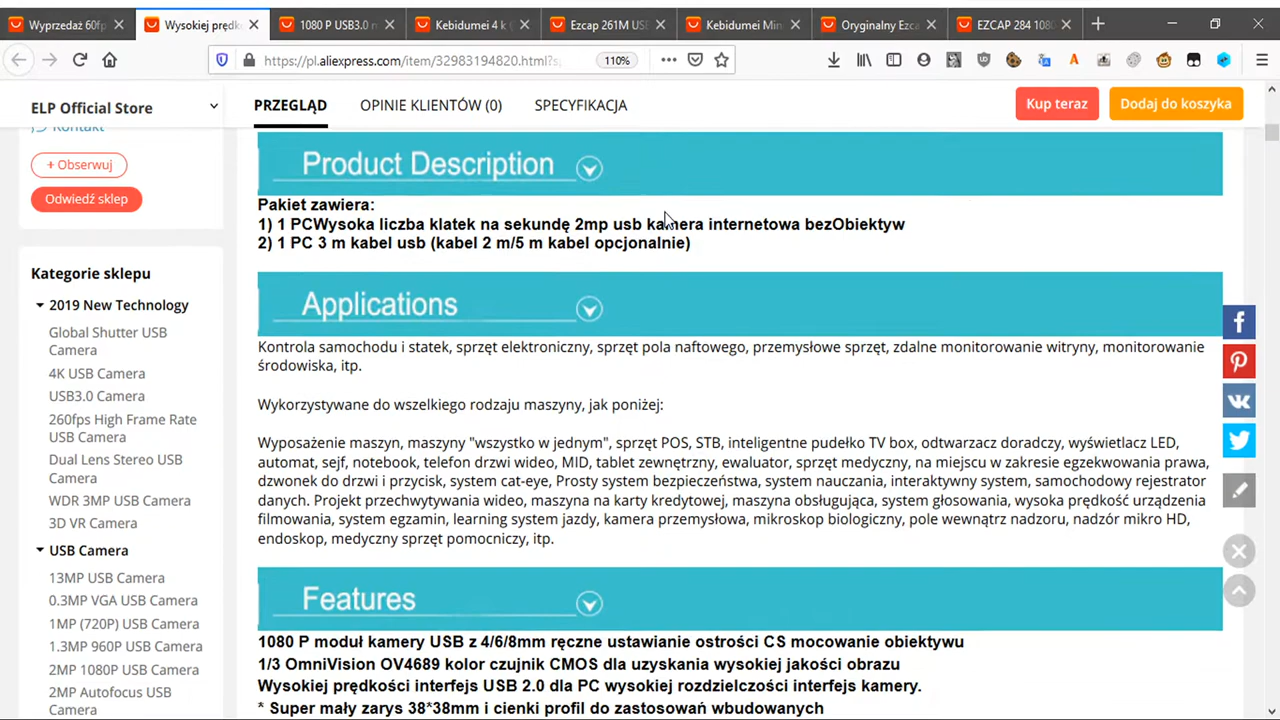 Wyprzedaż 60fp
Wysokiej prędk
1080 P USB3.0 n
Kebidumei 4 k (
Ezcap 261M USB
Kebidumei Min
Oryginalny Ezca
EZCAP 284 1080
https://pl.aliexpress.com/item/32983194820.html?s
110%
ELP Official Store
PRZEGLĄD
OPINIE KLIENTÓW (0)
SPECYFIKACJA
Kup teraz
Dodaj do koszyka
Kontakt
+ Obserwuj
Odwiedź sklep
Kategorie sklepu
2019 New Technology
Global Shutter USB
Camera
4K USB Camera
USB3.0 Camera
260fps High Frame Rate
USB Camera
Dual Lens Stereo USB
Camera
WDR 3MP USB Camera
3D VR Camera
USB Camera
13MP USB Camera
0.3MP VGA USB Camera
1MP (720P) USB Camera
1.3MP 960P USB Camera
2MP 1080P USB Camera
2MP Autofocus USB
Camera
Product Description
Pakiet zawiera:
1) 1 PCWysoka liczba klatek na sekundę 2mp usb kamera internetowa bezObiektyw
2) 1 PC 3 m kabel usb (kabel 2 m/5 m kabel opcjonalnie)
Applications
Kontrola samochodu i statek, sprzęt elektroniczny, sprzęt pola naftowego, przemysłowe sprzęt, zdalne monitorowanie witryny, monitorowanie
środowiska, itp.
Wykorzystywane do wszelkiego rodzaju maszyny, jak poniżej:
Wyposażenie maszyn, maszyny "wszystko w jednym", sprzęt POS, STB, inteligentne pudełko TV box, odtwarzacz doradczy, wyświetlacz LED,
automat, sejf, notebook, telefon drzwi wideo, MID, tablet zewnętrzny, ewaluator, sprzęt medyczny, na miejscu w zakresie egzekwowania prawa,
dzwonek do drzwi i przycisk, system cat-eye, Prosty system bezpieczeństwa, system nauczania, interaktywny system, samochodowy rejestrator
danych. Projekt przechwytywania wideo, maszyna na karty kredytowej, maszyna obsługująca, system głosowania, wysoka prędkość urządzenia
filmowania, system egzamin, learning system jazdy, kamera przemysłowa, mikroskop biologiczny, pole wewnątrz nadzoru, nadzór mikro HD,
endoskop, medyczny sprzęt pomocniczy, itp.
Features
1080 P moduł kamery USB z 4/6/8mm ręczne ustawianie ostrości CS mocowanie obiektywu
1/3 OmniVision OV4689 kolor czujnik CMOS dla uzyskania wysokiej jakości obrazu
Wysokiej prędkości interfejs USB 2.0 dla PC wysokiej rozdzielczości interfejs kamery.
* Super mały zarys 38*38mm i cienki profil do zastosowań wbudowanych